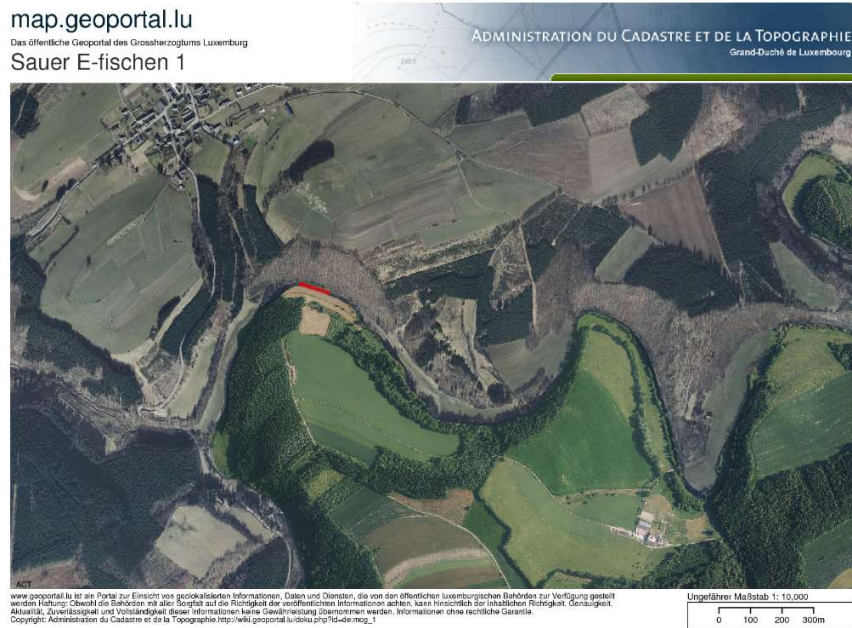 map.geoportal.lu
Das öffentliche Geoportal des Grossherzogtums Luxemburg
Sauer E-fischen 1
ADMINISTRATION DU CADASTRE ET DE LA TOPOGRAPHIE
Grand-Duché de Luxembourg
ACT
www.geoportail.lu ist ein Portal zur Einsicht von geolokalisierten Informationen, Daten und Diensten, die von den öffentlichen luxemburgischen Behörden zur Verfügung gestellt
werden Haftung: Obwohl die Behörden mit aller Sorgfalt auf die Richtigkeit der veröffentlichten Informationen achten, kann hinsichtlich der inhaltlichen Richtigkeit, Genauigkeit,
Aktualität, Zuverlässigkeit und Vollständigkeit dieser Informationen keine Gewährleistung übernommen werden. Informationen ohne rechtliche Garantie.
Copyright: Administration du Cadastre et de la Topographie.http://wiki.geoportail.lu/doku.php?id=de:mcg_1
Ungefährer Maßstab 1: 10,000
0 100 200 300m